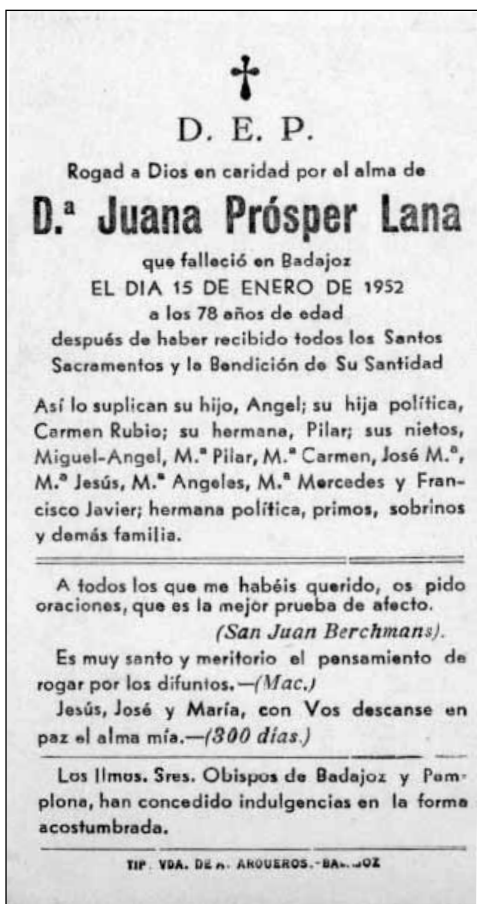 D. E. P.
Rogad a Dios en caridad por el alma de
D.ª Juana Prósper Lana
que falleció en Badajoz
EL DIA 15 DE ENERO DE 1952
a los 78 años de edad
después de haber recibido todos los Santos
Sacramentos y la Bendición de Su Santidad
Así lo suplican su hijo, Angel; su hija política,
Carmen Rubio; su hermana, Pilar; sus nietos,
Miguel-Angel, M.ª Pilar, M.ª Carmen, José M.ª,
M.ª Jesús, M.ª Angeles, M.ª Mercedes y Fran-
cisco Javier; hermana política, primos, sobrinos
y demás familia.
A todos los que me habéis querido, os pido
oraciones, que es la mejor prueba de afecto.
(San Juan Berchmans).
Es muy santo y meritorio el pensamiento de
rogar por los difuntos.—(Mac.)
Jesús, José y María, con Vos descanse en
paz el alma mía.—(300 días.)
Los Ilmos. Sres. Obispos de Badajoz y Pam-
plona, han concedido indulgencias en la forma
acostumbrada.
TIP. VDA. DE A. ARQUEROS.-BADAJOZ